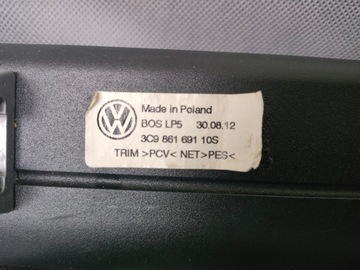 Made in Poland
BOS LP5 30.08.12
3C9 861 691 10S
TRIM >PCV< NET>PES<